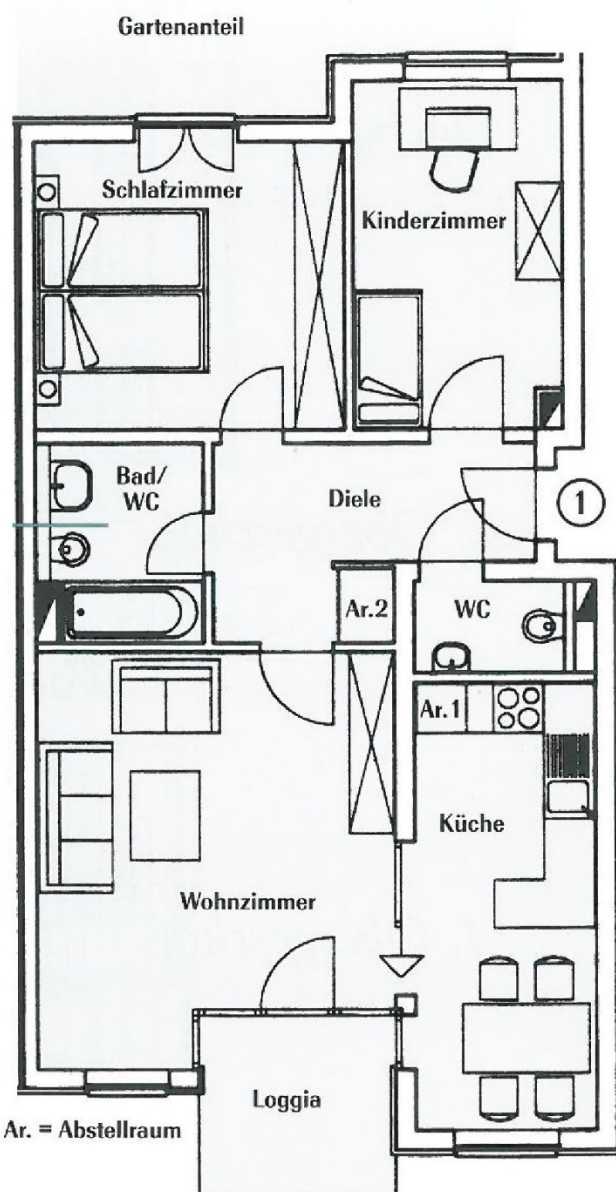 Gartenanteil
Schlafzimmer
Kinderzimmer
Bad/
WC
Diele
1
Ar.2
WC
Ar.1
Küche
Wohnzimmer
Loggia
Ar. = Abstellraum